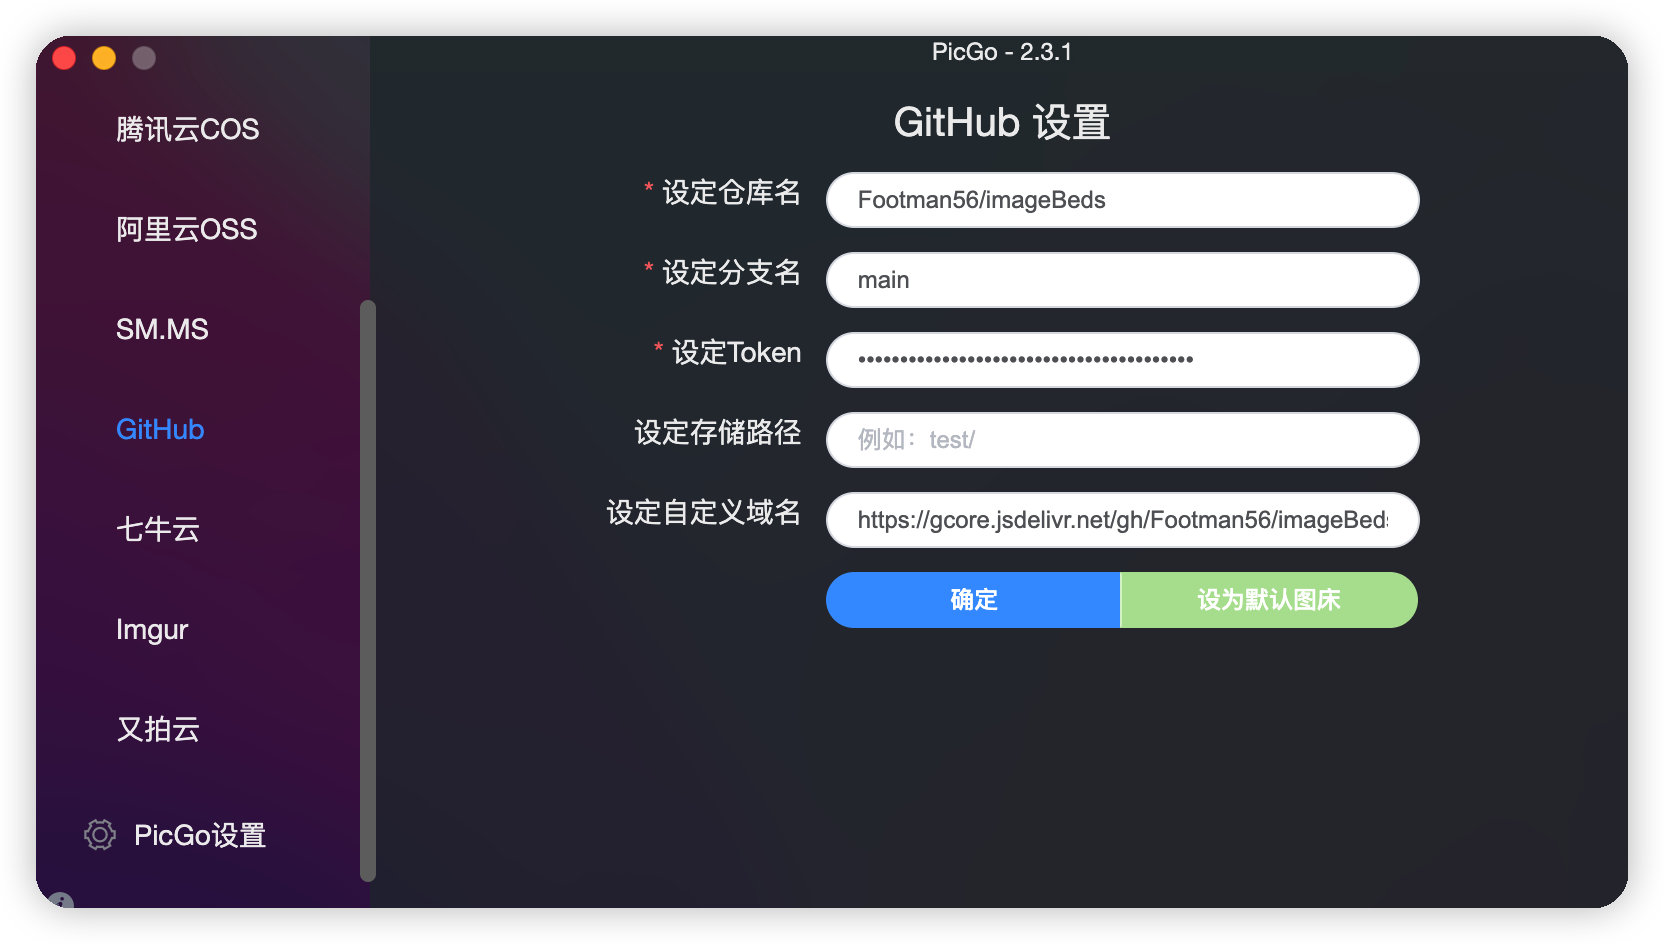 PicGo - 2.3.1
腾讯云COS
阿里云OSS
SM.MS
GitHub
七牛云
Imgur
又拍云
PicGo设置
GitHub 设置
* 设定仓库名
Footman56/imageBeds
* 设定分支名
main
* 设定Token
••••••••••••••••••••••••••••••••••••••••
设定存储路径
例如：test/
设定自定义域名
https://gcore.jsdelivr.net/gh/Footman56/imageBeds
确定
设为默认图床